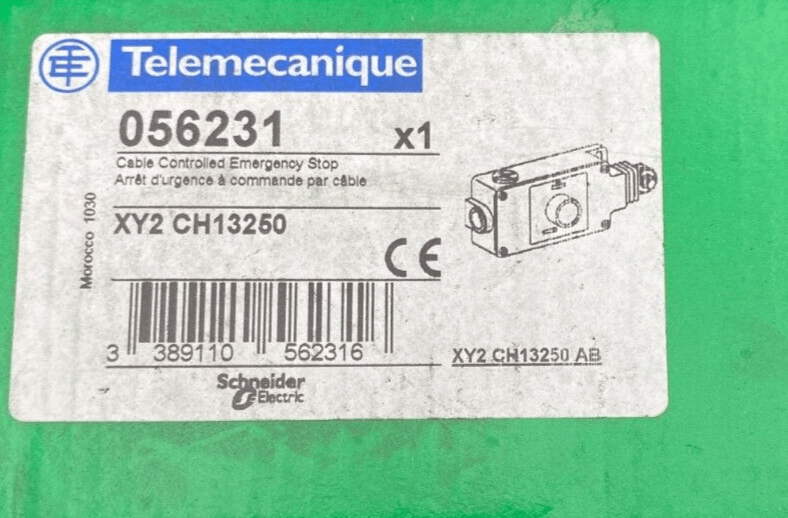 Telemecanique
056231 x1
Cable Controlled Emergency Stop
Arrêt d'urgence à commande par câble
XY2 CH13250
CE
Morocco 1030
3 389110 562316
XY2 CH13250 AB
Schneider
Electric